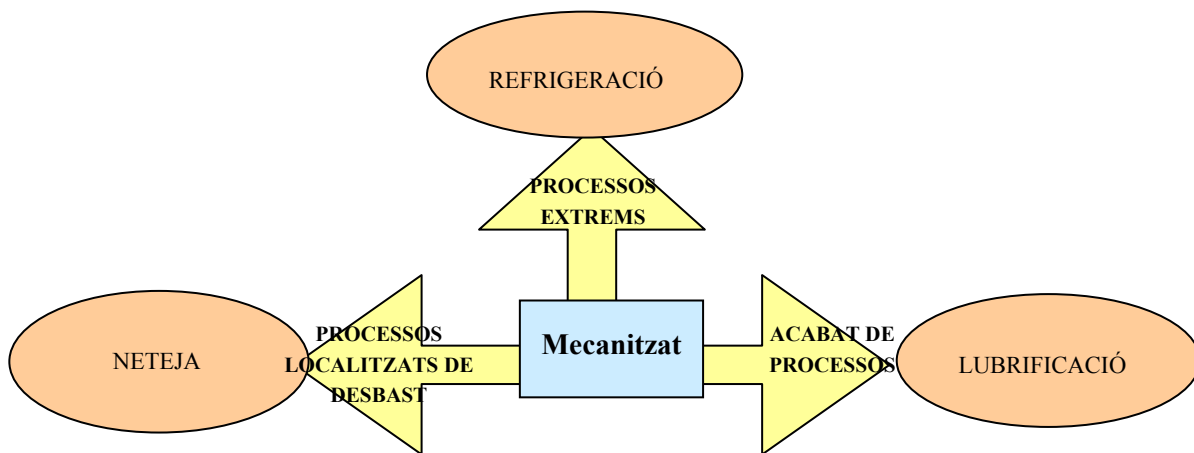 REFRIGERACIÓ
PROCESSOS
EXTREMS
NETEJA
PROCESSOS
LOCALITZATS DE
DESBAST
Mecanitzat
ACABAT DE
PROCESSOS
LUBRIFICACIÓ